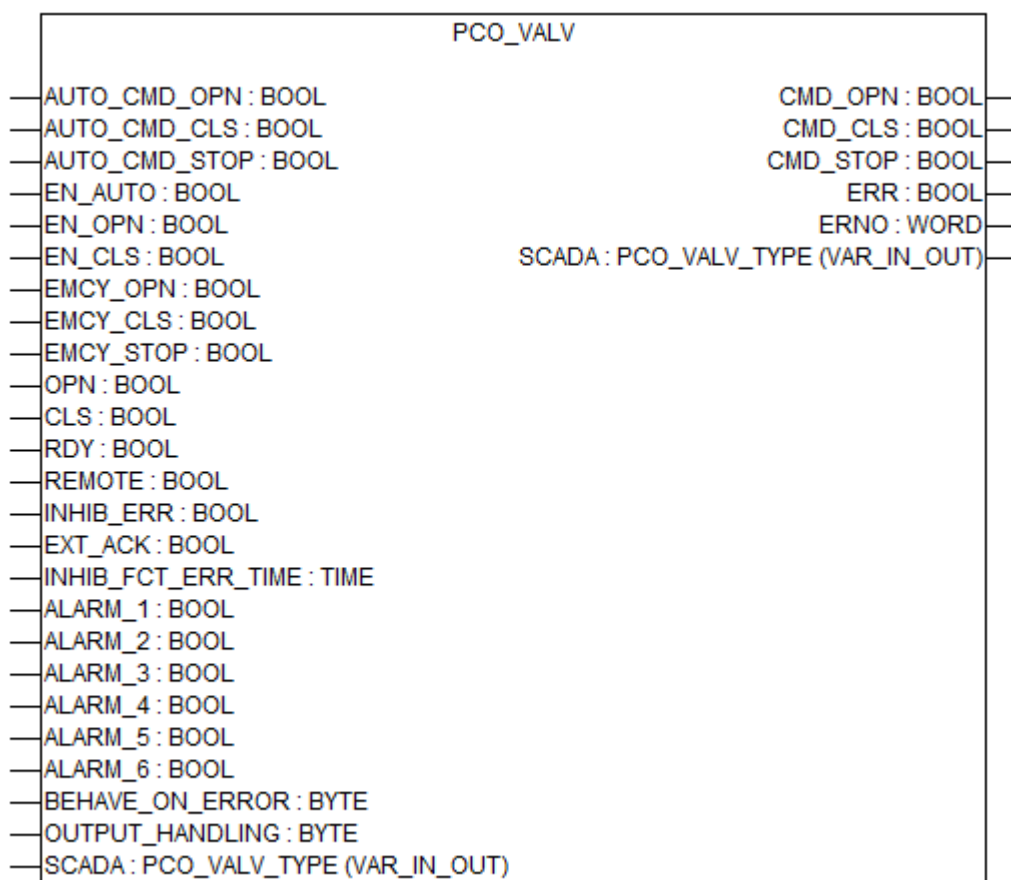 PCO_VALV
AUTO_CMD_OPN : BOOL CMD_OPN : BOOL
AUTO_CMD_CLS : BOOL CMD_CLS : BOOL
AUTO_CMD_STOP : BOOL CMD_STOP : BOOL
EN_AUTO : BOOL ERR : BOOL
EN_OPN : BOOL ERNO : WORD
EN_CLS : BOOL SCADA : PCO_VALV_TYPE (VAR_IN_OUT)
EMCY_OPN : BOOL
EMCY_CLS : BOOL
EMCY_STOP : BOOL
OPN : BOOL
CLS : BOOL
RDY : BOOL
REMOTE : BOOL
INHIB_ERR : BOOL
EXT_ACK : BOOL
INHIB_FCT_ERR_TIME : TIME
ALARM_1 : BOOL
ALARM_2 : BOOL
ALARM_3 : BOOL
ALARM_4 : BOOL
ALARM_5 : BOOL
ALARM_6 : BOOL
BEHAVE_ON_ERROR : BYTE
OUTPUT_HANDLING : BYTE
SCADA : PCO_VALV_TYPE (VAR_IN_OUT)